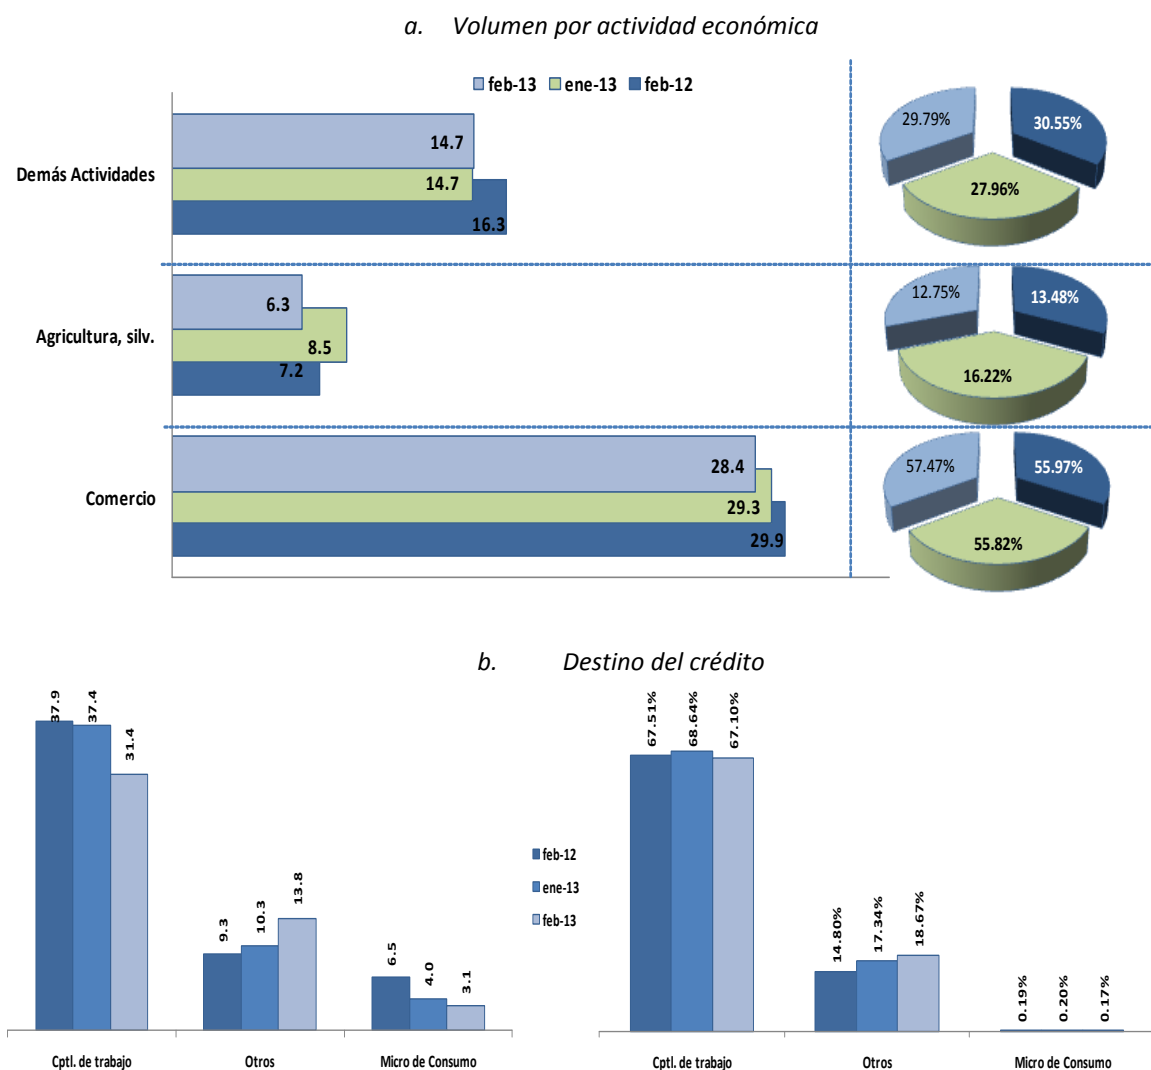 a. Volumen por actividad económica
feb-13 ene-13 feb-12
Demás Actividades
14.7
14.7
16.3
29.79%
30.55%
27.96%
Agricultura, silv.
6.3
8.5
7.2
12.75%
13.48%
16.22%
Comercio
28.4
29.3
29.9
57.47%
55.97%
55.82%
b. Destino del crédito
37.9
37.4
31.4
9.3
10.3
13.8
6.5
4.0
3.1
Cptl. de trabajo
Otros
Micro de Consumo
feb-12
ene-13
feb-13
67.51%
68.64%
67.10%
14.80%
17.34%
18.67%
0.19%
0.20%
0.17%
Cptl. de trabajo
Otros
Micro de Consumo